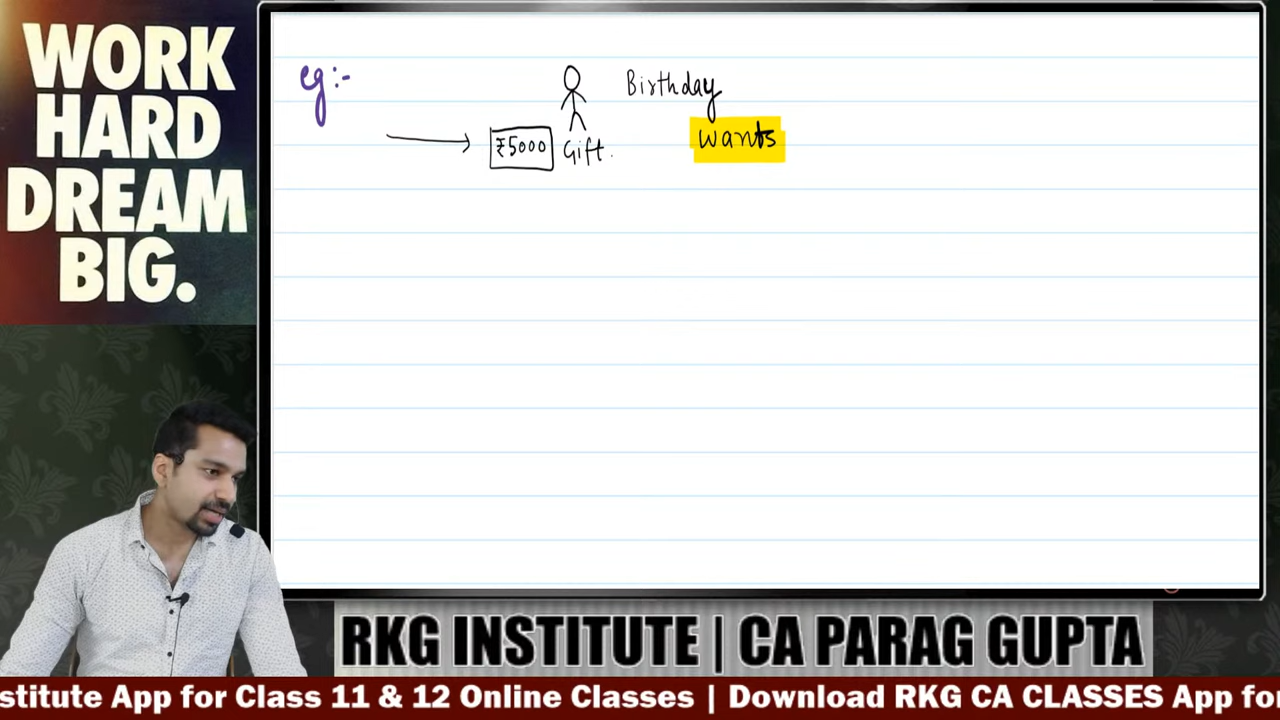 WORK
HARD
DREAM
BIG.
eg:-
Birthday
wants
₹5000 Gift.
RKG INSTITUTE | CA PARAG GUPTA
stitute App for Class 11 & 12 Online Classes | Download RKG CA CLASSES App for